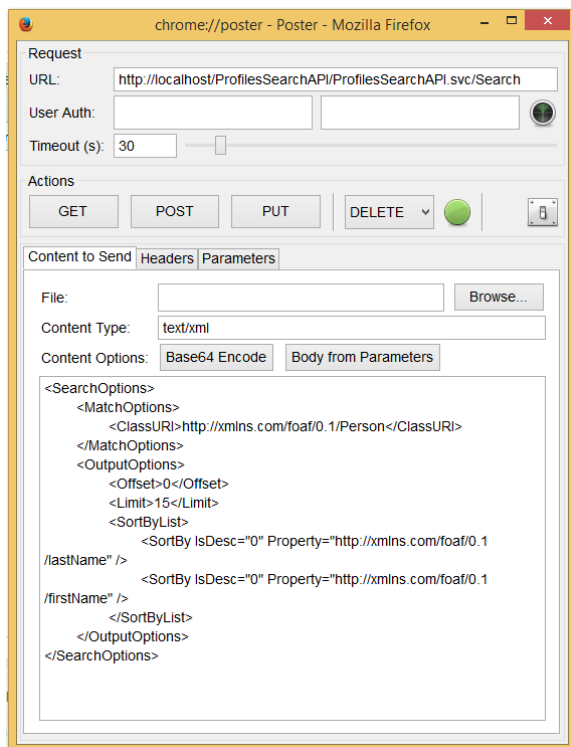 chrome://poster - Poster - Mozilla Firefox
Request
URL: http://localhost/ProfilesSearchAPI/ProfilesSearchAPI.svc/Search
User Auth:
Timeout (s): 30
Actions
GET POST PUT DELETE
Content to Send Headers Parameters
File: Browse...
Content Type: text/xml
Content Options: Base64 Encode Body from Parameters
<SearchOptions>
<MatchOptions>
<ClassURI>http://xmlns.com/foaf/0.1/Person</ClassURI>
</MatchOptions>
<OutputOptions>
<Offset>0</Offset>
<Limit>15</Limit>
<SortByList>
<SortBy IsDesc="0" Property="http://xmlns.com/foaf/0.1
/lastName" />
<SortBy IsDesc="0" Property="http://xmlns.com/foaf/0.1
/firstName" />
</SortByList>
</OutputOptions>
</SearchOptions>